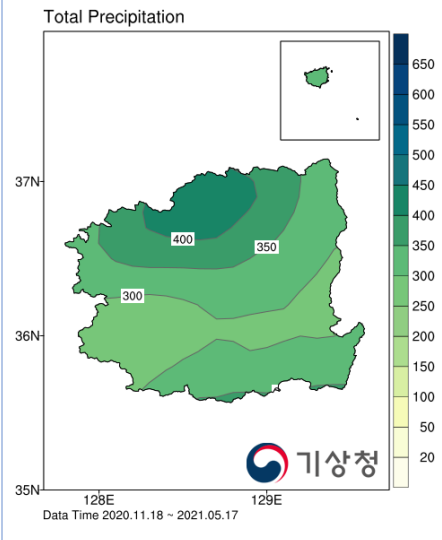 Total Precipitation
650
600
550
500
450
400
350
300
250
200
150
100
50
20
37N
36N
35N
400
350
300
기상청
128E
129E
Data Time 2020.11.18 ~ 2021.05.17